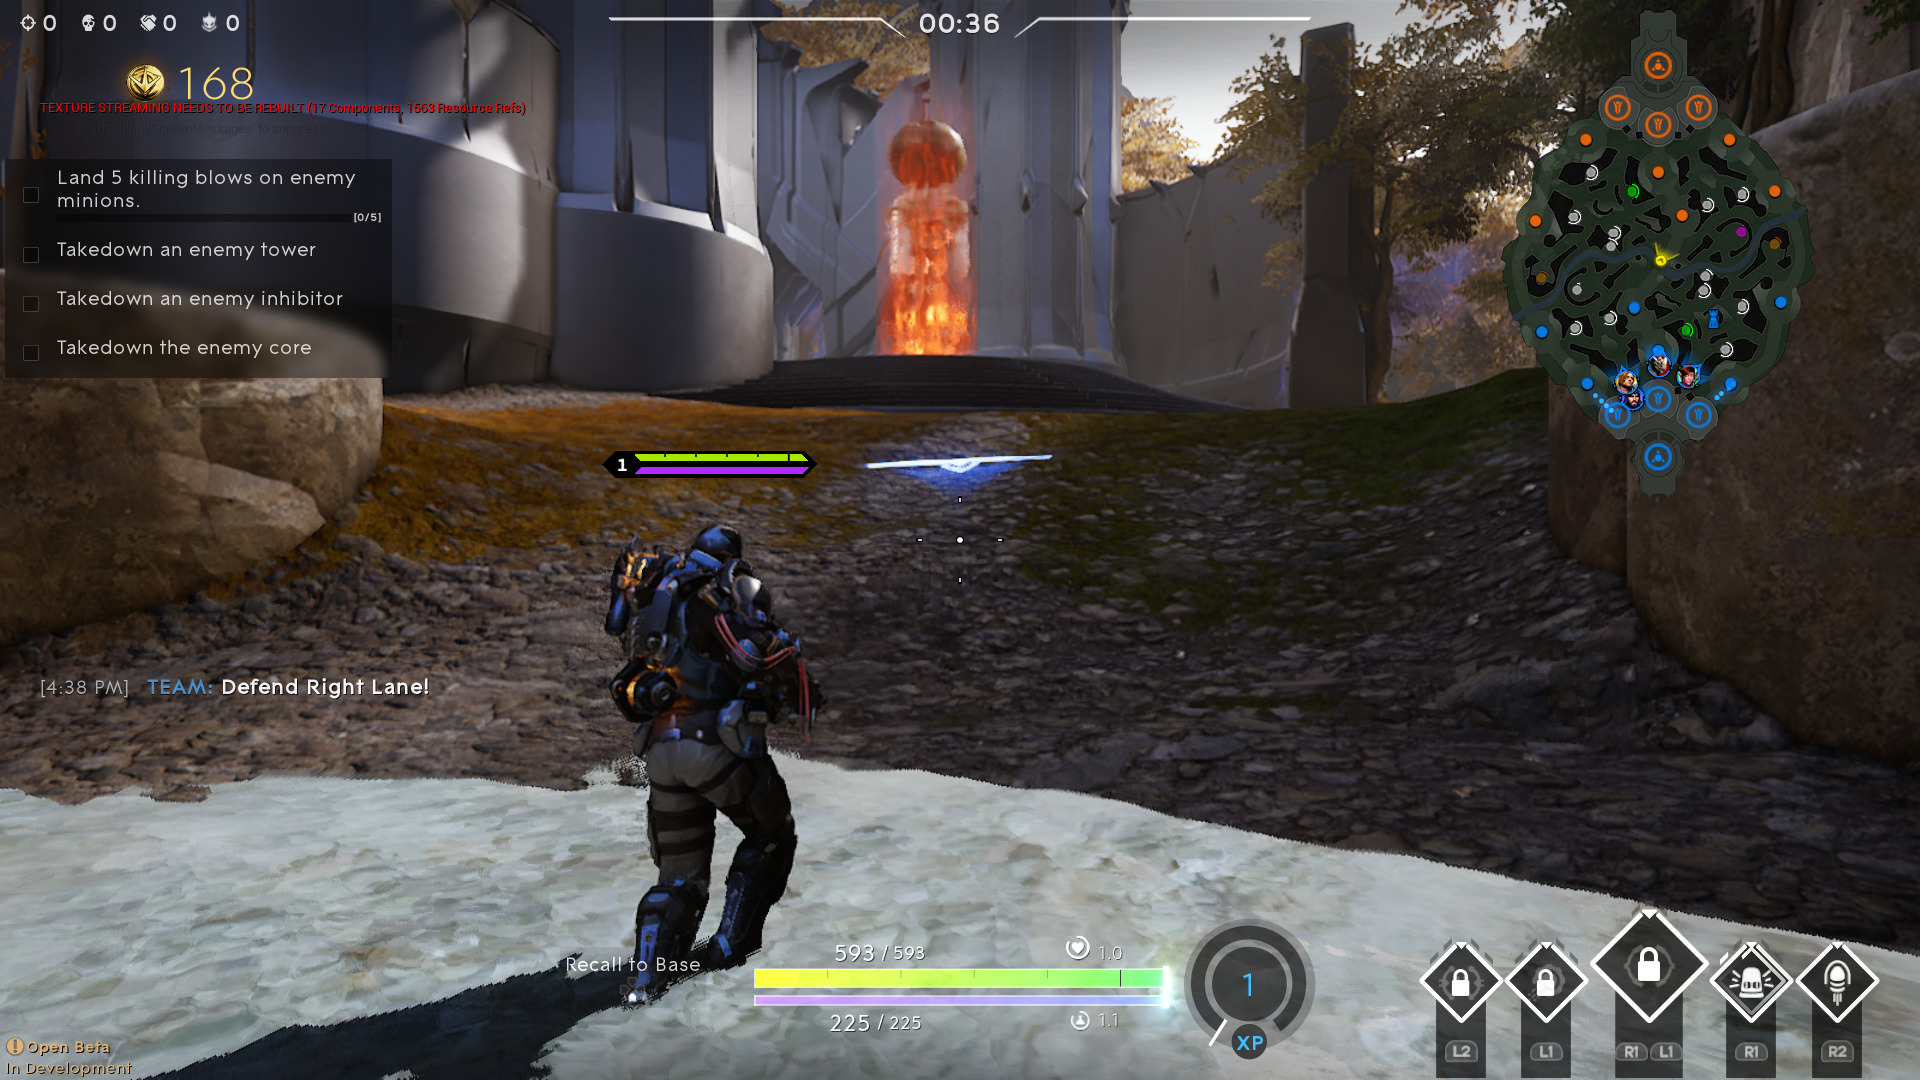 0 0 0 0
00:36
168
TEXTURE STREAMING NEEDS TO BE REBUILT (17 Components, 1563 Resource Refs)
'DisableAllScreenMessages' to suppress
Land 5 killing blows on enemy
minions.
[0/5]
Takedown an enemy tower
Takedown an enemy inhibitor
Takedown the enemy core
1
[4:38 PM] TEAM: Defend Right Lane!
Recall to Base
593 / 593
1.0
225 / 225
1.1
1
XP
L2
L1
R1 L1
R1
R2
Open Beta
In Development